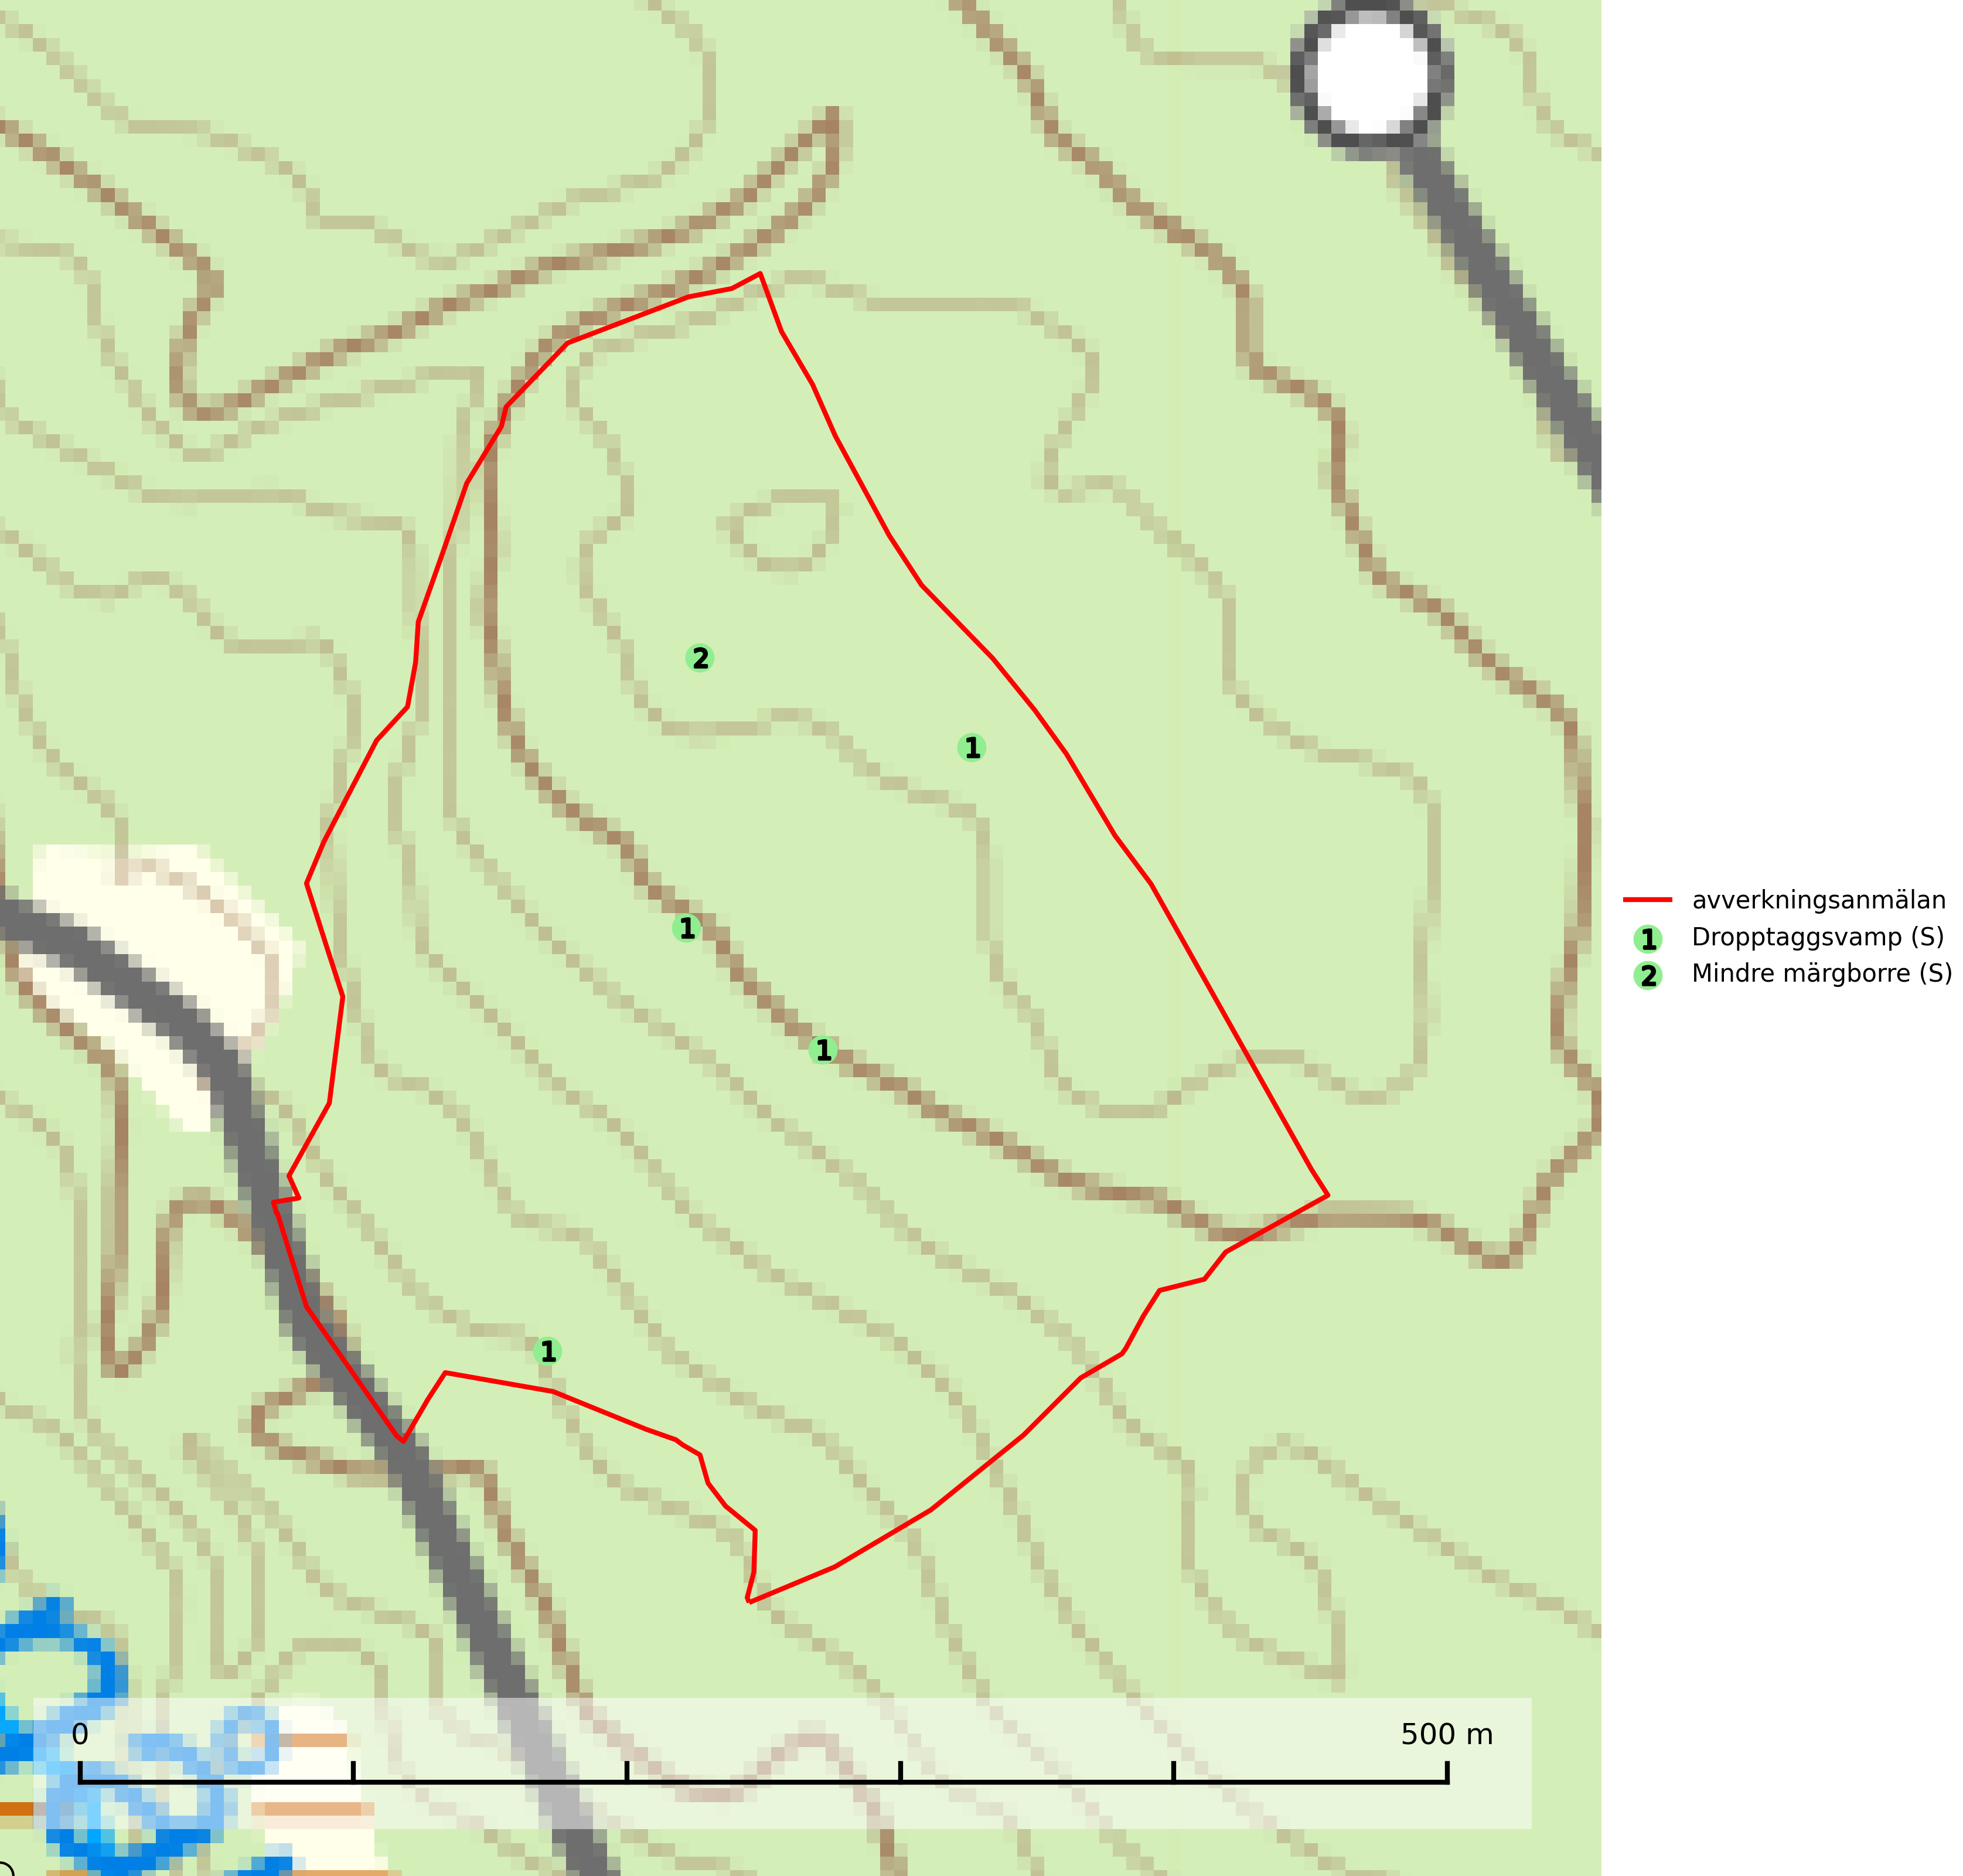 2
1
1
1
1
avverkningsanmälan
1 Dropptaggsvamp (S)
2 Mindre märgborre (S)
0 500 m